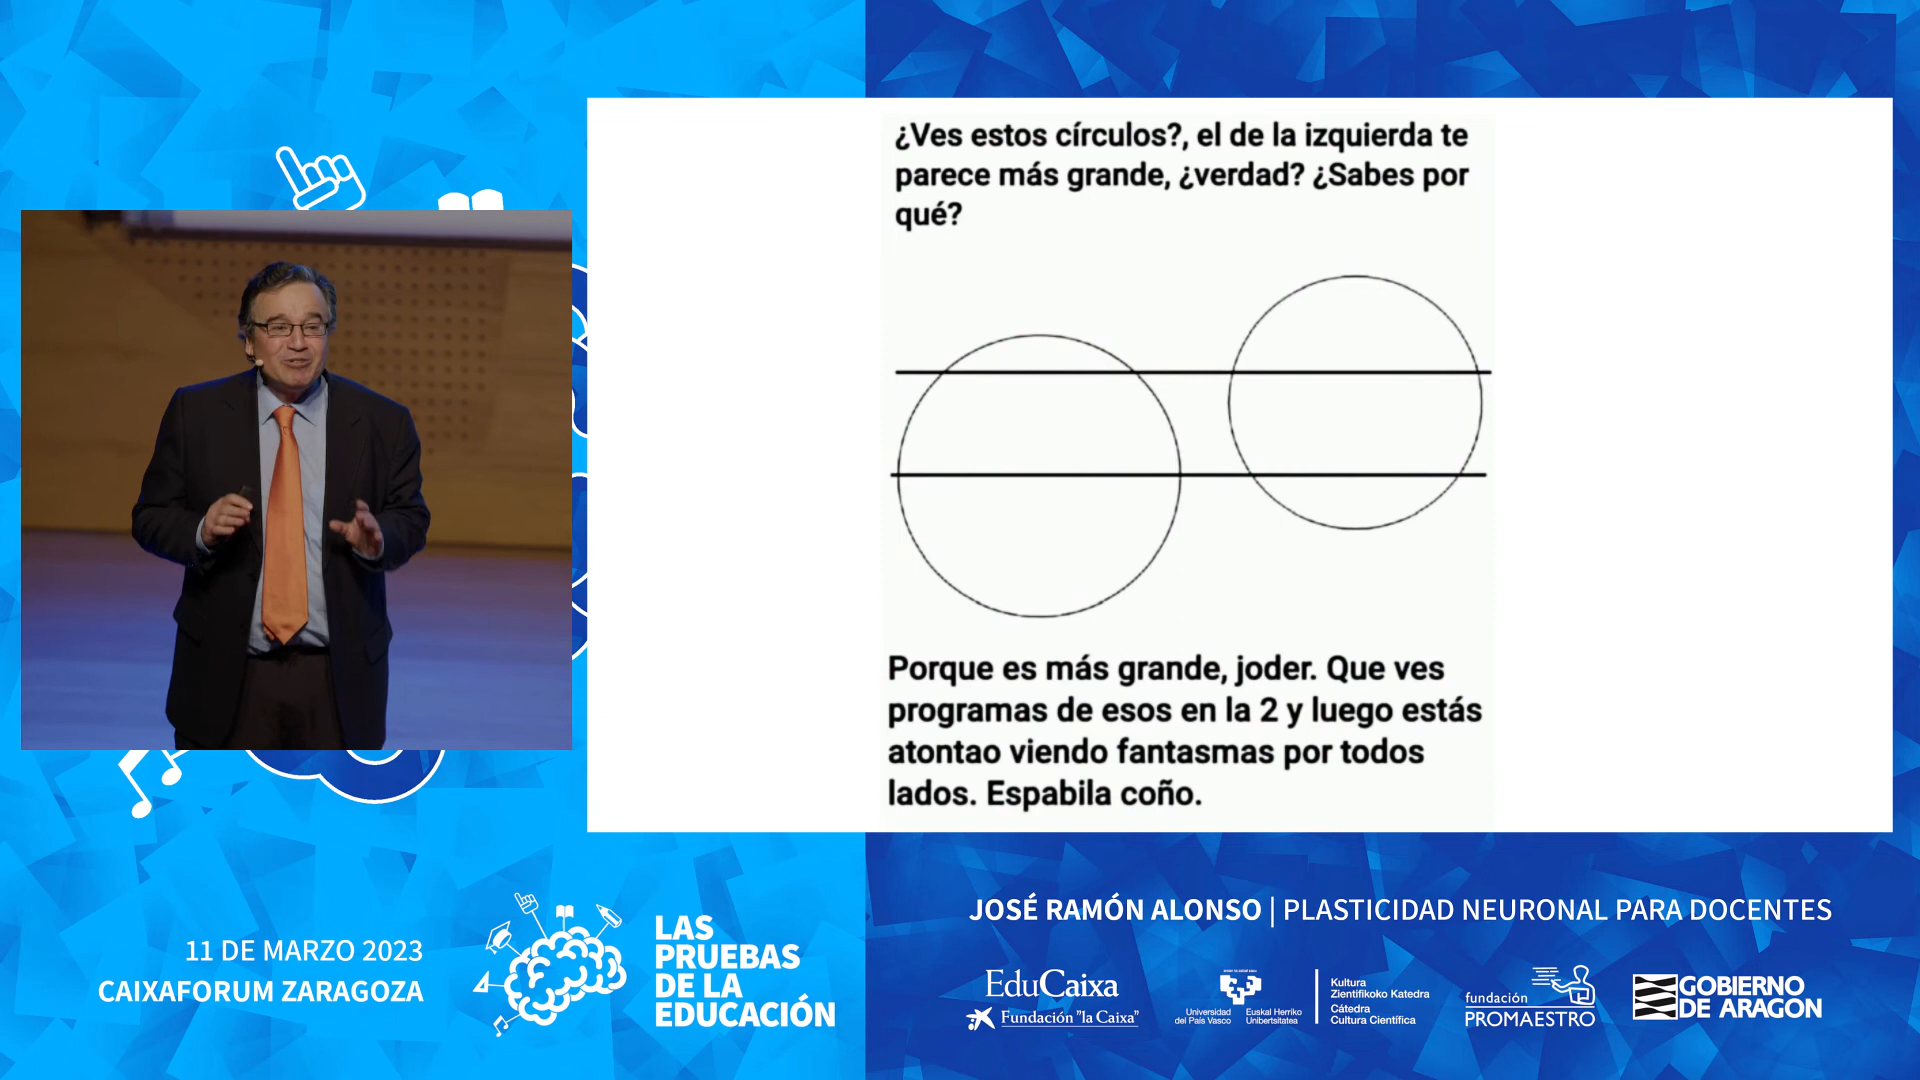 ¿Ves estos círculos?, el de la izquierda te
parece más grande, ¿verdad? ¿Sabes por
qué?
Porque es más grande, joder. Que ves
programas de esos en la 2 y luego estás
atontao viendo fantasmas por todos
lados. Espabila coño.
11 DE MARZO 2023
CAIXAFORUM ZARAGOZA
LAS
PRUEBAS
DE LA
EDUCACIÓN
JOSÉ RAMÓN ALONSO | PLASTICIDAD NEURONAL PARA DOCENTES
EduCaixa
Fundación "la Caixa"
Universidad
del País Vasco
Euskal Herriko
Unibertsitatea
Kultura
Zientifikoko Katedra
Cátedra
Cultura Científica
fundación
PROMAESTRO
GOBIERNO
DE ARAGON